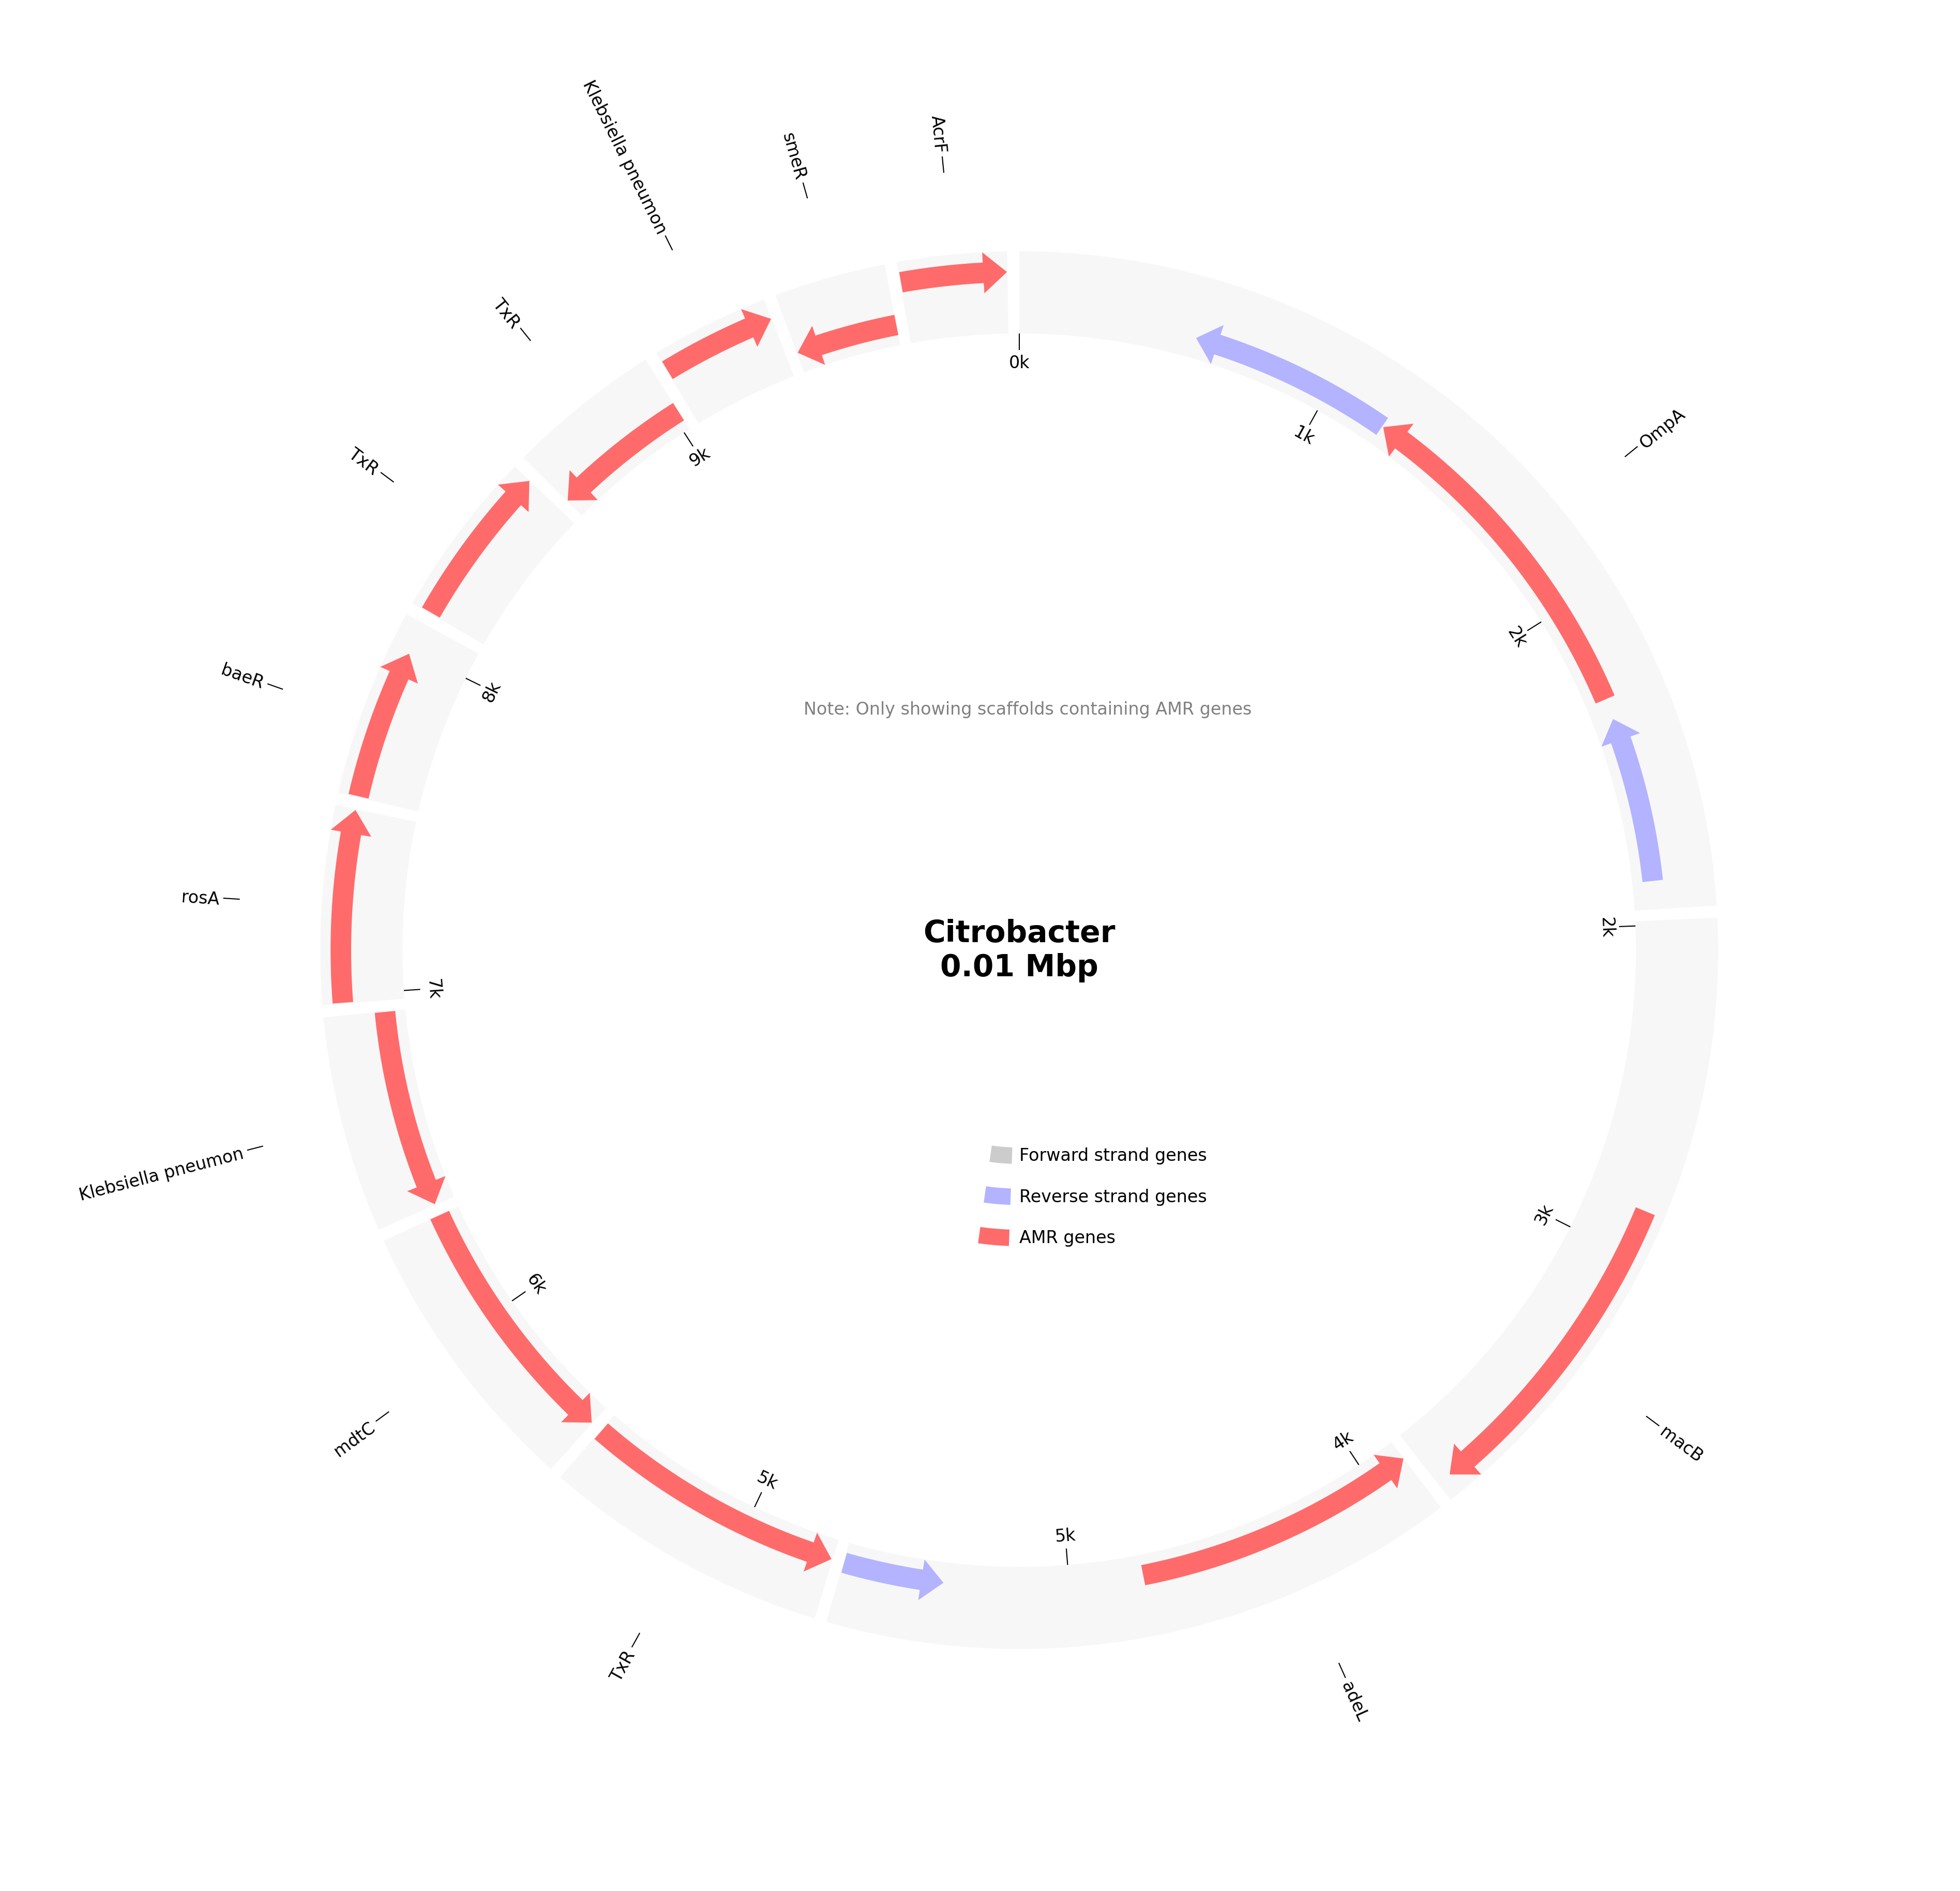 AcrF
smeR
Klebsiella pneumon
TxR
TxR
baeR
rosA
Klebsiella pneumon
mdtC
TxR
adeL
macB
OmpA
0k
1k
2k
2k
3k
4k
5k
5k
6k
7k
8k
9k
Note: Only showing scaffolds containing AMR genes
Citrobacter
0.01 Mbp
Forward strand genes
Reverse strand genes
AMR genes